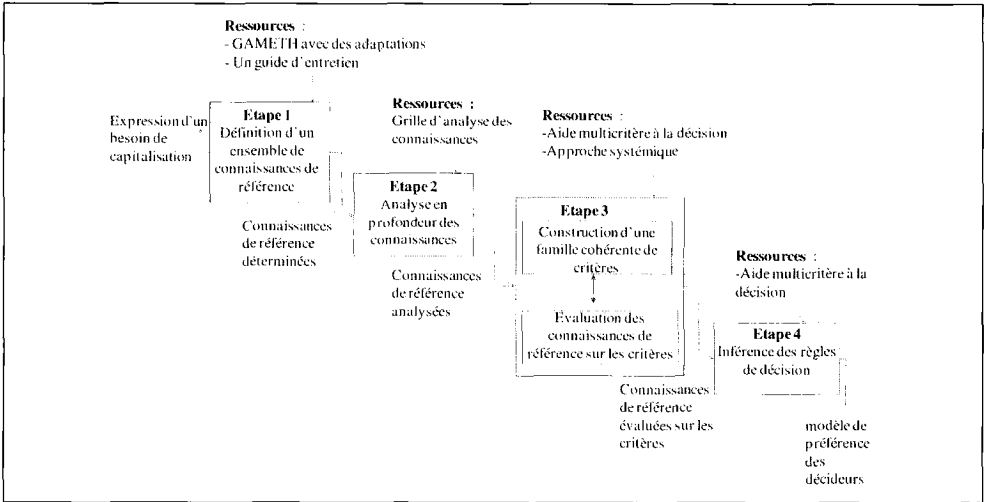 Ressources :
- GAMETH avec des adaptations
- Un guide d'entretien
Expression d'un
besoin de
capitalisation
Etape 1
Définition d'un
ensemble de
connaissances de
référence
Connaissances
de référence
déterminées
Ressources :
Grille d'analyse des
connaissances
Etape 2
Analyse en
profondeur des
connaissances
Connaissances
de référence
analysées
Ressources :
-Aide multicritère à la décision
-Approche systémique
Etape 3
Construction d'une
famille cohérente de
critères
Évaluation des
connaissances de
référence sur les critères
Connaissances
de référence
évaluées sur les
critères
Ressources :
-Aide multicritère à la
décision
Etape 4
Inférence des règles
de décision
modèle de
préférence
des
décideurs